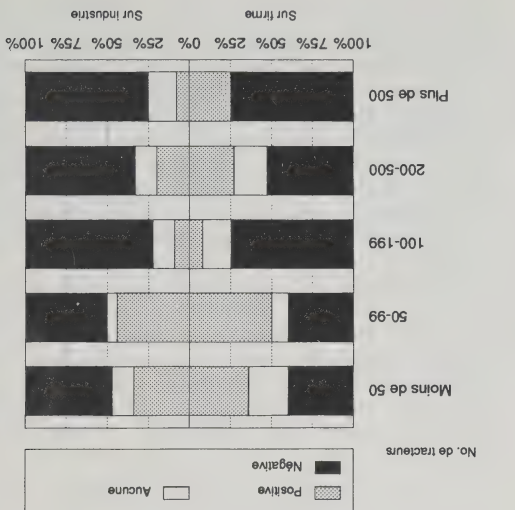 Positive Aucune
Négative
No. de tracteurs
Moins de 50
50-99
100-199
200-500
Plus de 500
100% 75% 50% 25% 0% 25% 50% 75% 100%
Sur firme Sur industrie